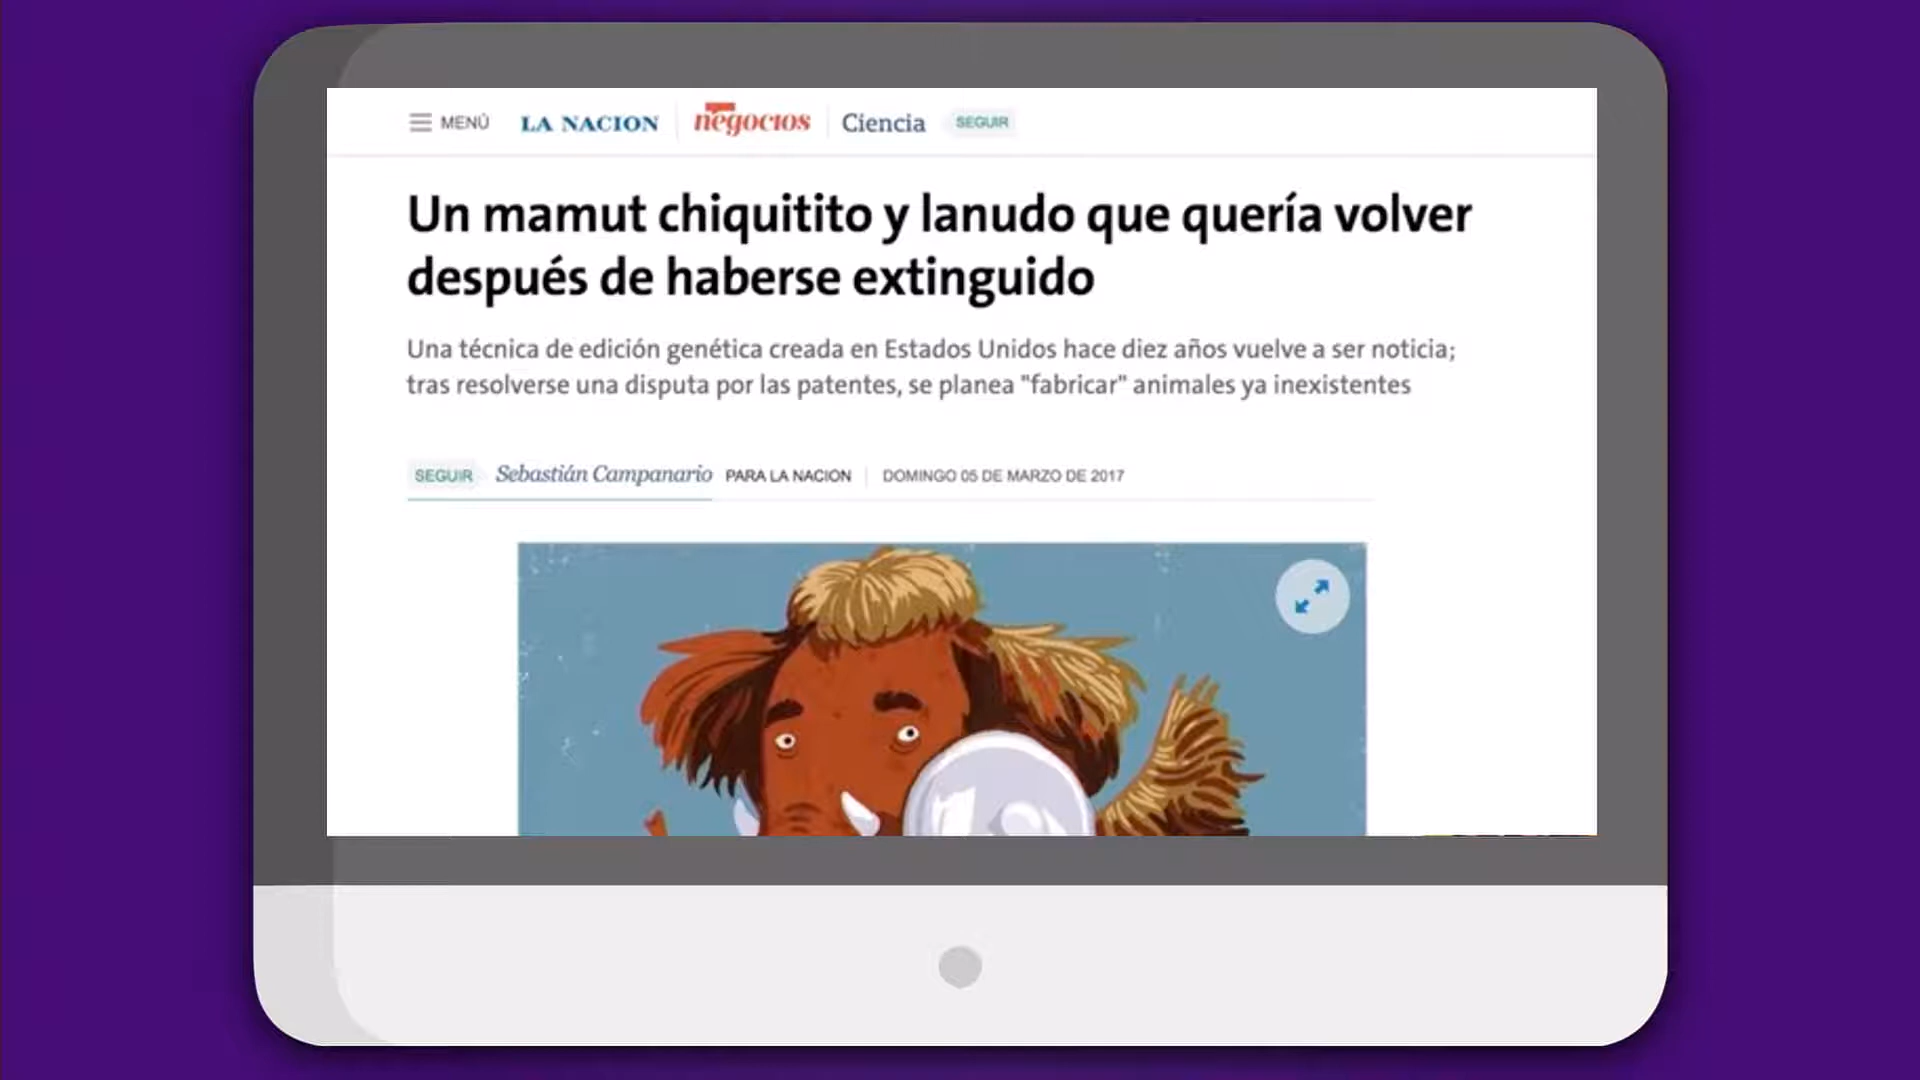 MENÚ LA NACION negocios Ciencia SEGUIR
Un mamut chiquitito y lanudo que quería volver
después de haberse extinguido
Una técnica de edición genética creada en Estados Unidos hace diez años vuelve a ser noticia;
tras resolverse una disputa por las patentes, se planea "fabricar" animales ya inexistentes
SEGUIR Sebastián Campanario PARA LA NACION DOMINGO 05 DE MARZO DE 2017